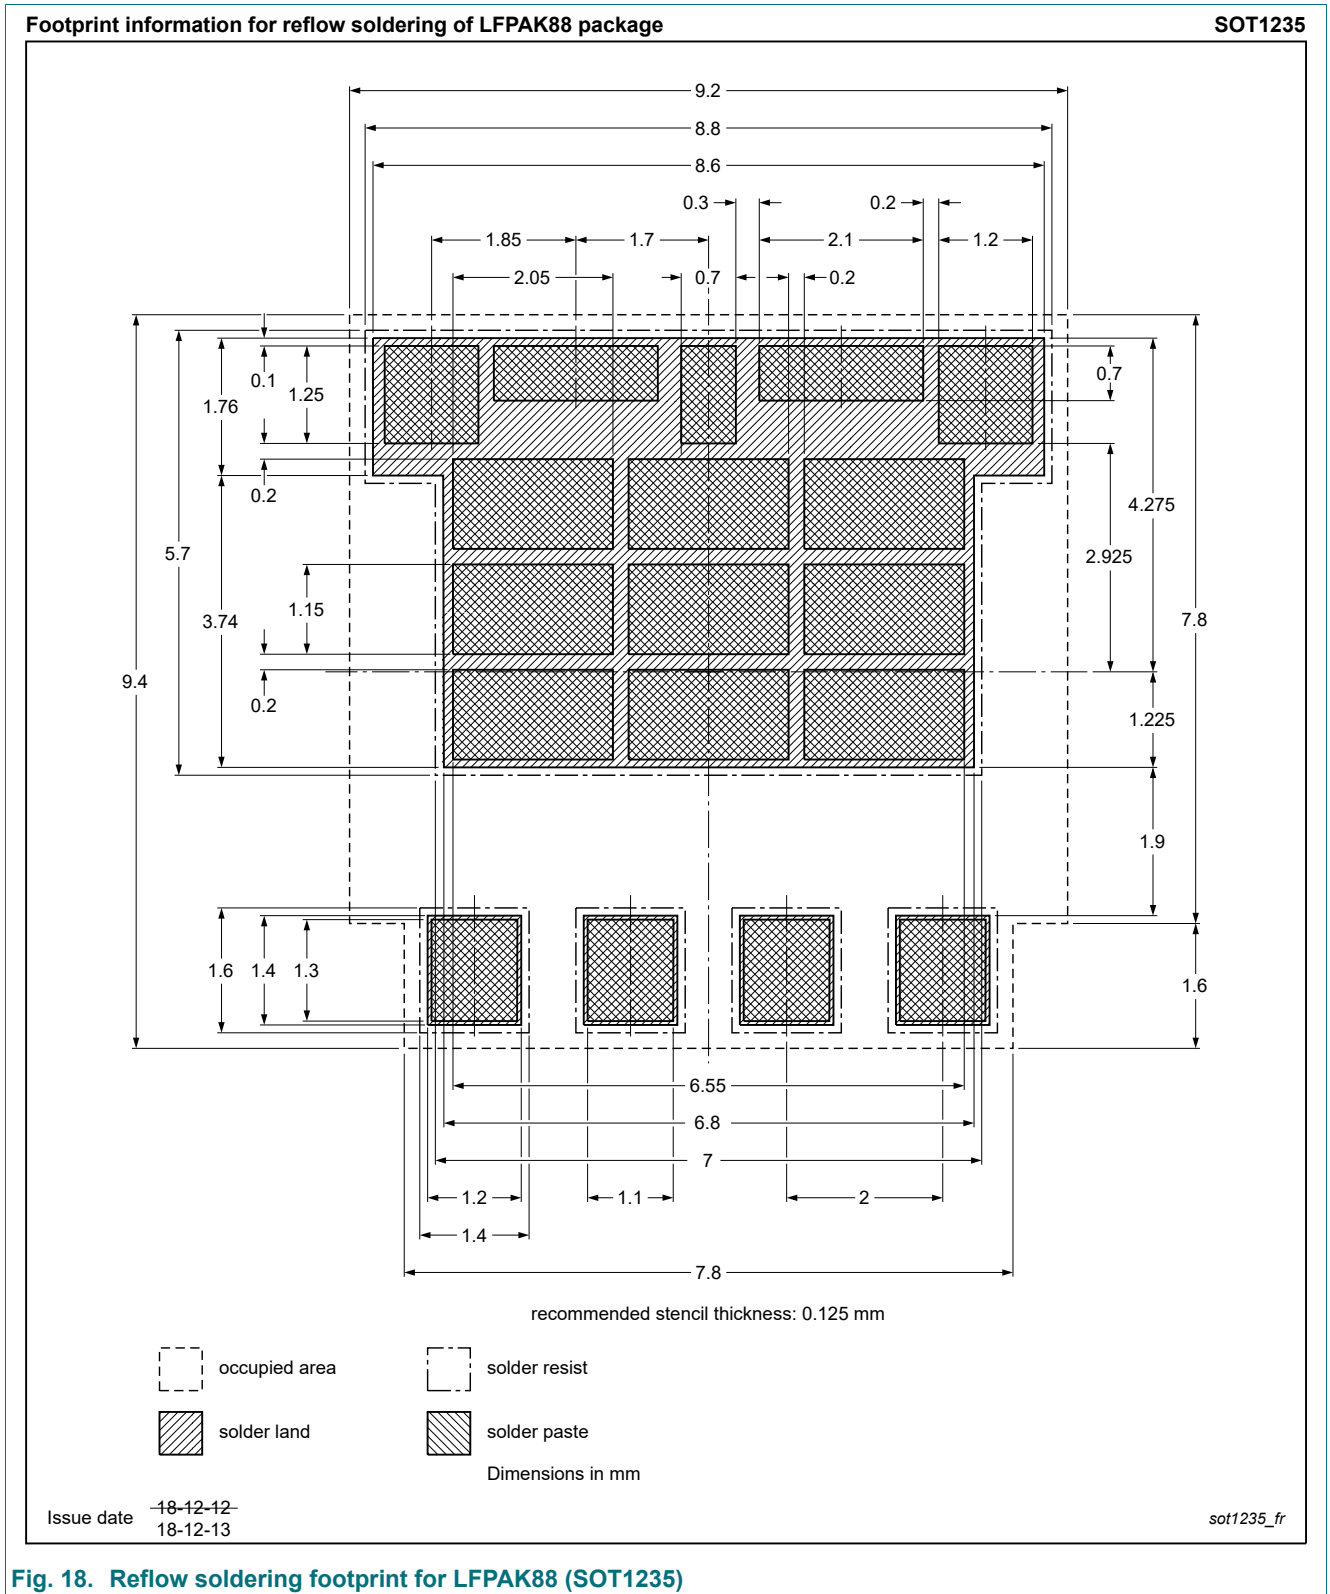 Footprint information for reflow soldering of LFPAK88 package SOT1235
9.2
8.8
8.6
0.3 0.2
1.85 1.7 2.1 1.2
2.05 0.7 0.2
0.1
1.25
1.76
0.7
0.2
4.275
5.7
2.925
1.15
3.74
7.8
9.4
0.2
1.225
1.9
1.6 1.4 1.3
1.6
6.55
6.8
7
1.2 1.1 2
1.4
7.8
recommended stencil thickness: 0.125 mm
occupied area solder resist
solder land solder paste
Dimensions in mm
Issue date 18-12-12
18-12-13
sot1235_fr
Fig. 18. Reflow soldering footprint for LFPAK88 (SOT1235)